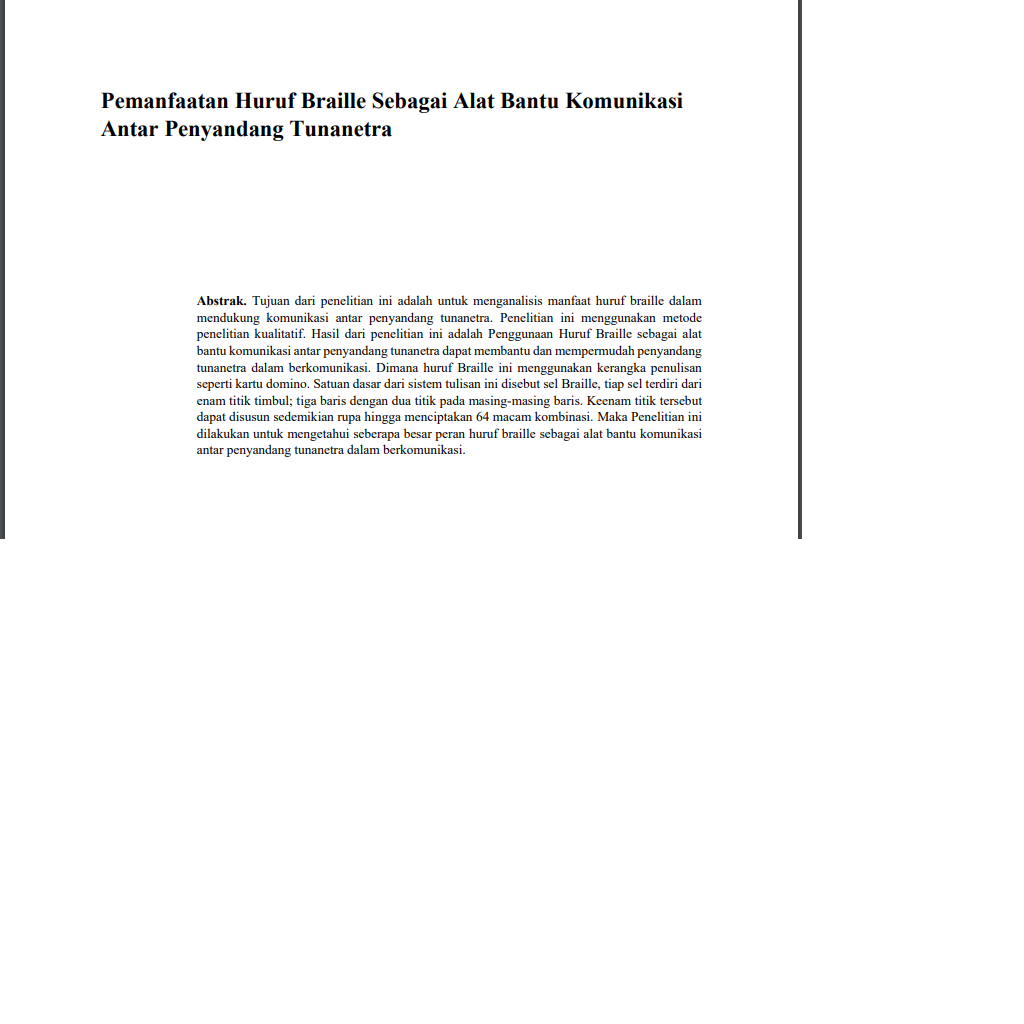 Pemanfaatan Huruf Braille Sebagai Alat Bantu Komunikasi
Antar Penyandang Tunanetra
Abstrak. Tujuan dari penelitian ini adalah untuk menganalisis manfaat huruf braille dalam
mendukung komunikasi antar penyandang tunanetra. Penelitian ini menggunakan metode
penelitian kualitatif. Hasil dari penelitian ini adalah Penggunaan Huruf Braille sebagai alat
bantu komunikasi antar penyandang tunanetra dapat membantu dan mempermudah penyandang
tunanetra dalam berkomunikasi. Dimana huruf Braille ini menggunakan kerangka penulisan
seperti kartu domino. Satuan dasar dari sistem tulisan ini disebut sel Braille, tiap sel terdiri dari
enam titik timbul; tiga baris dengan dua titik pada masing-masing baris. Keenam titik tersebut
dapat disusun sedemikian rupa hingga menciptakan 64 macam kombinasi. Maka Penelitian ini
dilakukan untuk mengetahui seberapa besar peran huruf braille sebagai alat bantu komunikasi
antar penyandang tunanetra dalam berkomunikasi.